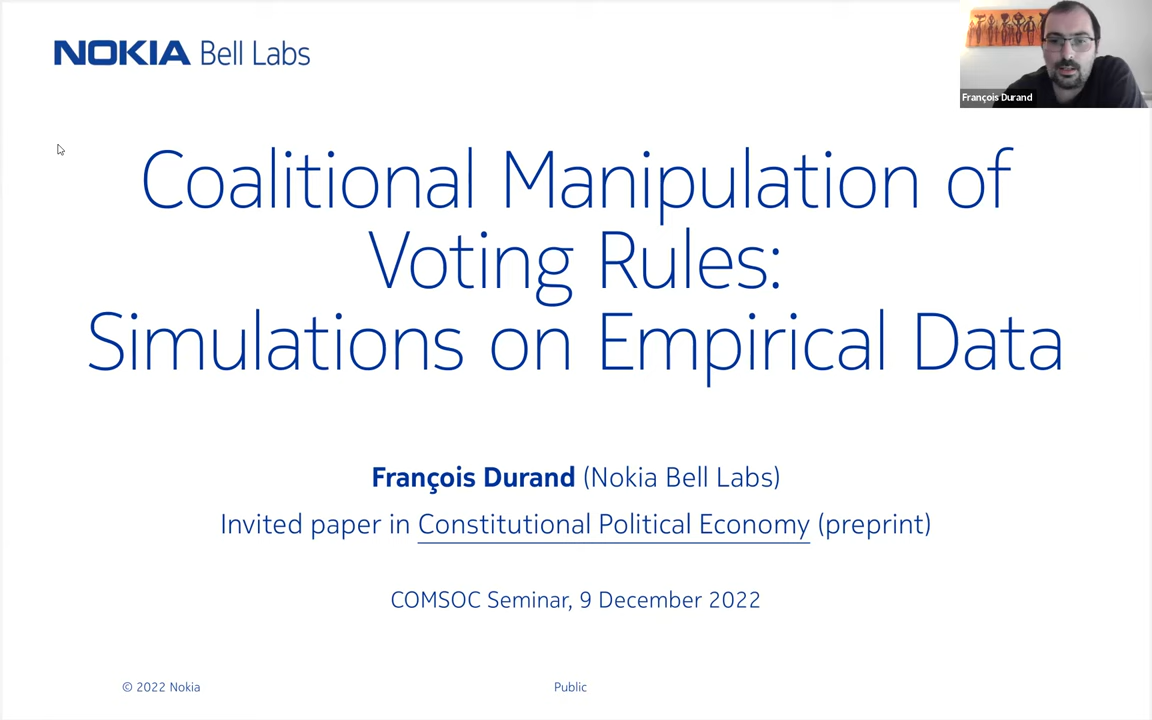 NOKIA Bell Labs
François Durand
Coalitional Manipulation of
Voting Rules:
Simulations on Empirical Data
François Durand (Nokia Bell Labs)
Invited paper in Constitutional Political Economy (preprint)
COMSOC Seminar, 9 December 2022
© 2022 Nokia
Public